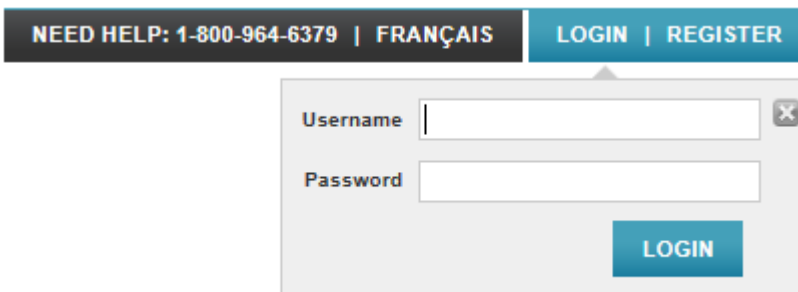 NEED HELP: 1-800-964-6379 | FRANÇAIS LOGIN | REGISTER
Username
Password
LOGIN